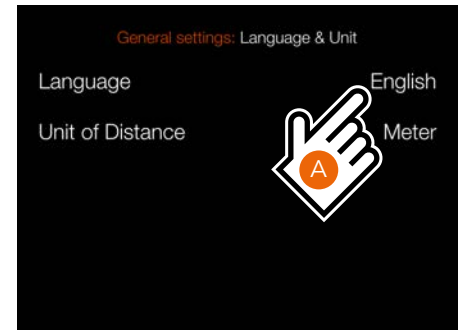 General settings: Language & Unit
Language English
Unit of Distance Meter
A